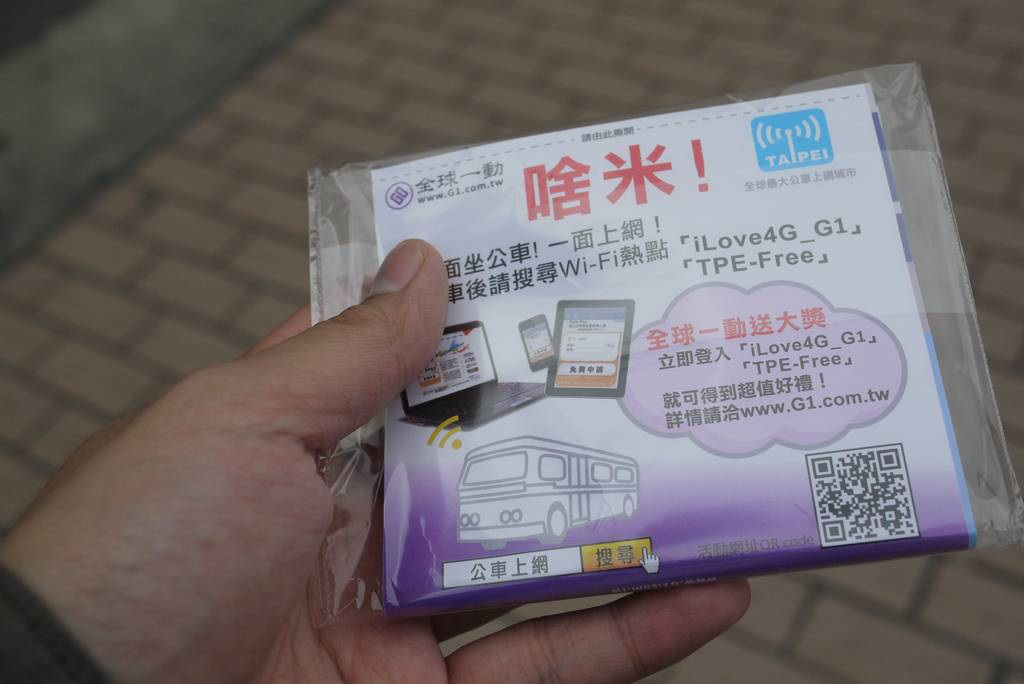 請由此撕開
全球一動
www.G1.com.tw
啥米!
TAIPEI
全球最大公車上網城市
面坐公車! 一面上網!
車後請搜尋Wi-Fi熱點「iLove4G_G1」
「TPE-Free」
免費申請
全球一動送大獎
立即登入「iLove4G_G1」
「TPE-Free」
就可得到超值好禮!
詳情請洽www.G1.com.tw
活動網址QR code
公車上網 搜尋